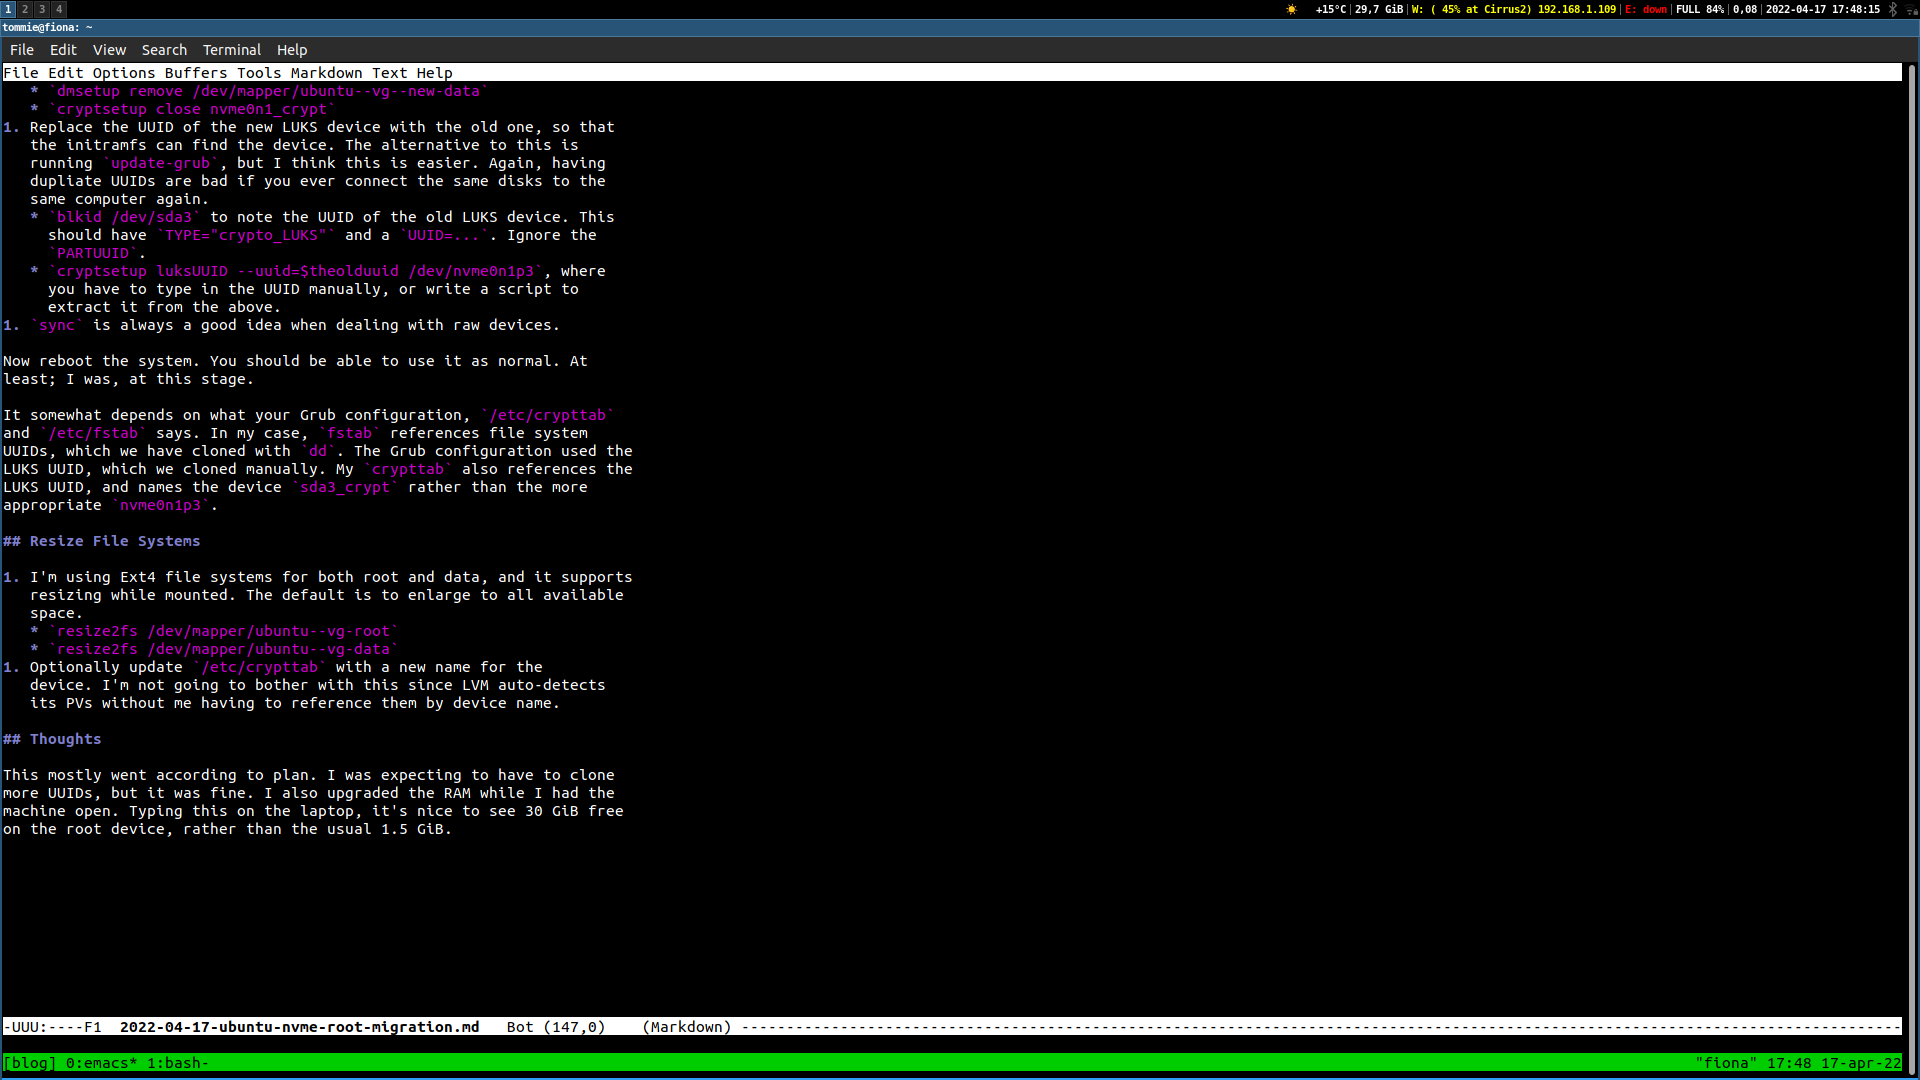 1 2 3 4 +15°C | 29,7 GiB | W: ( 45% at Cirrus2) 192.168.1.109 | E: down | FULL 84% | 0,08 | 2022-04-17 17:48:15
tommie@fiona: ~
File Edit View Search Terminal Help
File Edit Options Buffers Tools Markdown Text Help
* `dmsetup remove /dev/mapper/ubuntu--vg--new-data`
* `cryptsetup close nvme0n1_crypt`
1. Replace the UUID of the new LUKS device with the old one, so that
the initramfs can find the device. The alternative to this is
running `update-grub`, but I think this is easier. Again, having
dupliate UUIDs are bad if you ever connect the same disks to the
same computer again.
* `blkid /dev/sda3` to note the UUID of the old LUKS device. This
should have `TYPE="crypto_LUKS"` and a `UUID=...`. Ignore the
`PARTUUID`.
* `cryptsetup luksUUID --uuid=$theolduuid /dev/nvme0n1p3`, where
you have to type in the UUID manually, or write a script to
extract it from the above.
1. `sync` is always a good idea when dealing with raw devices.
Now reboot the system. You should be able to use it as normal. At
least; I was, at this stage.
It somewhat depends on what your Grub configuration, `/etc/crypttab`
and `/etc/fstab` says. In my case, `fstab` references file system
UUIDs, which we have cloned with `dd`. The Grub configuration used the
LUKS UUID, which we cloned manually. My `crypttab` also references the
LUKS UUID, and names the device `sda3_crypt` rather than the more
appropriate `nvme0n1p3`.
## Resize File Systems
1. I'm using Ext4 file systems for both root and data, and it supports
resizing while mounted. The default is to enlarge to all available
space.
* `resize2fs /dev/mapper/ubuntu--vg-root`
* `resize2fs /dev/mapper/ubuntu--vg-data`
1. Optionally update `/etc/crypttab` with a new name for the
device. I'm not going to bother with this since LVM auto-detects
its PVs without me having to reference them by device name.
## Thoughts
This mostly went according to plan. I was expecting to have to clone
more UUIDs, but it was fine. I also upgraded the RAM while I had the
machine open. Typing this on the laptop, it's nice to see 30 GiB free
on the root device, rather than the usual 1.5 GiB.
-UUU:----F1 2022-04-17-ubuntu-nvme-root-migration.md Bot (147,0) (Markdown) ---------------------------------------------------------------------------------------------------------------------------------
[blog] 0:emacs* 1:bash- "fiona" 17:48 17-apr-22